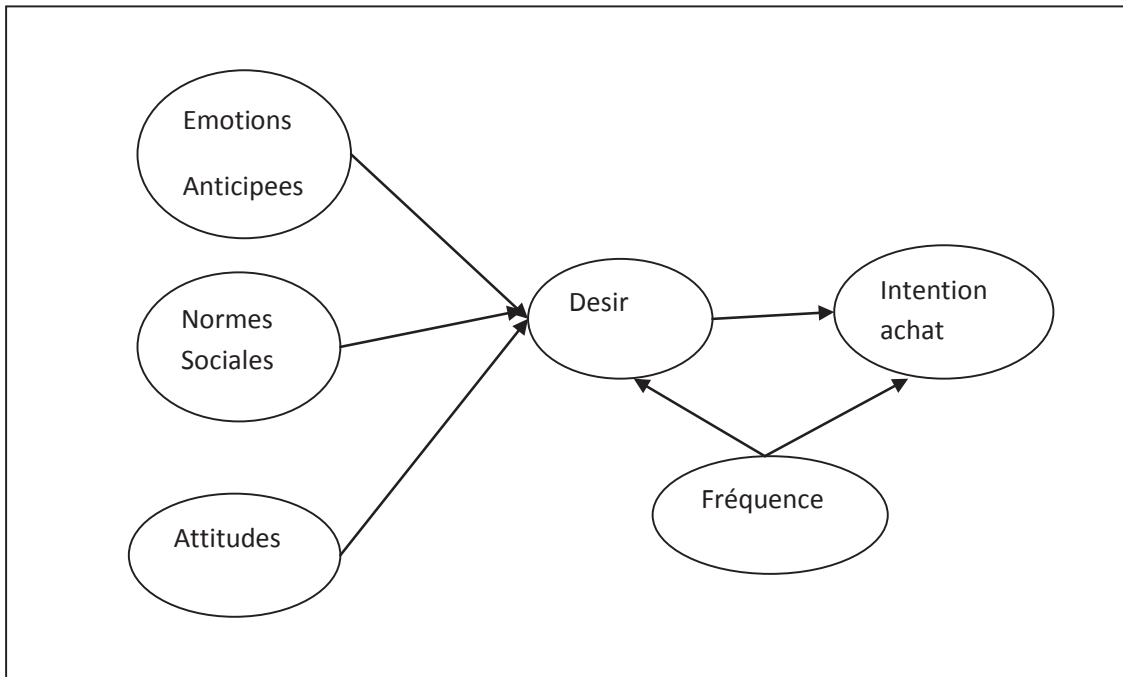 Emotions
Anticipees
Normes
Sociales
Attitudes
Desir
Intention
achat
Fréquence